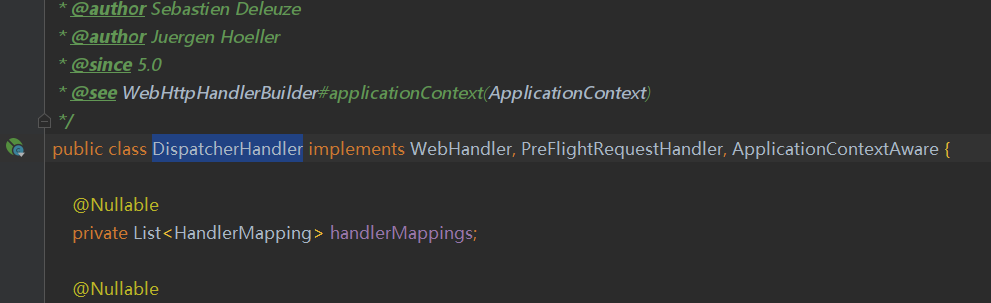 * @author Sebastien Deleuze
* @author Juergen Hoeller
* @since 5.0
* @see WebHttpHandlerBuilder#applicationContext(ApplicationContext)
*/
public class DispatcherHandler implements WebHandler, PreFlightRequestHandler, ApplicationContextAware {
@Nullable
private List<HandlerMapping> handlerMappings;
@Nullable